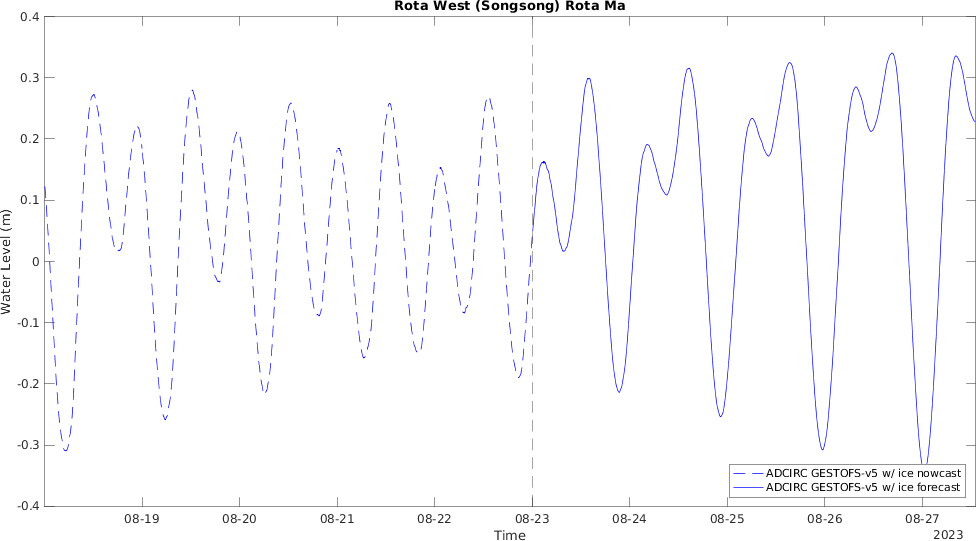 Rota West (Songsong) Rota Ma
0.4
0.3
0.2
0.1
0
-0.1
-0.2
-0.3
-0.4
Water Level (m)
ADCIRC GESTOFS-v5 w/ ice nowcast
ADCIRC GESTOFS-v5 w/ ice forecast
08-19 08-20 08-21 08-22 08-23 08-24 08-25 08-26 08-27
Time
2023